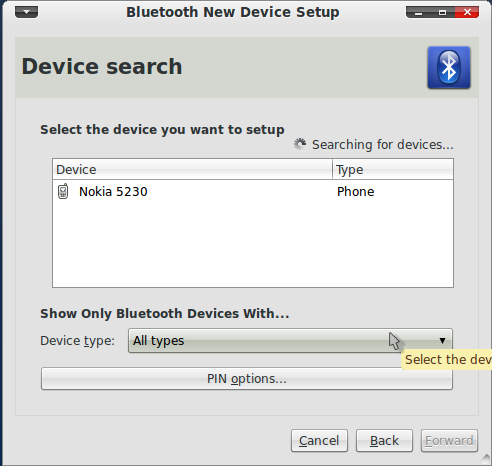 Bluetooth New Device Setup
Device search
Select the device you want to setup
Searching for devices...
Device Type
Nokia 5230 Phone
Show Only Bluetooth Devices With...
Device type: All types
Select the dev
PIN options...
Cancel Back Forward